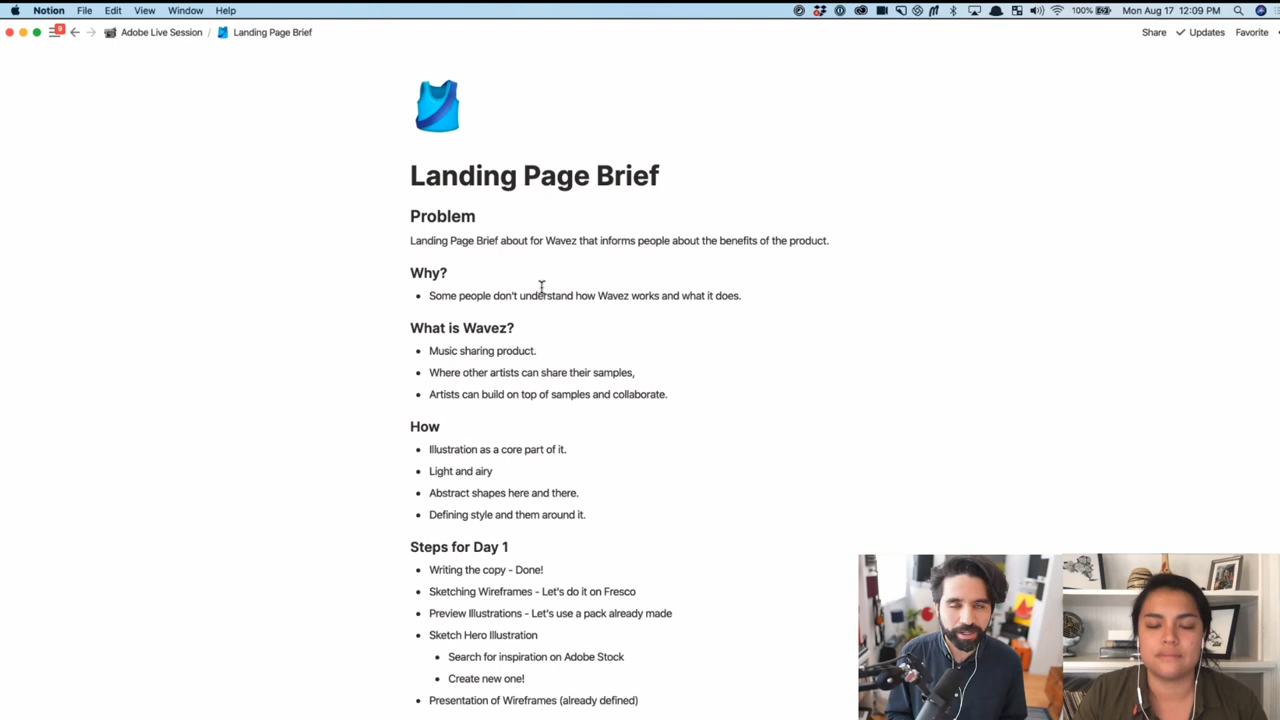 Notion File Edit View Window Help 100% Mon Aug 17 12:09 PM
9 Adobe Live Session / Landing Page Brief Share Updates Favorite
Landing Page Brief
Problem
Landing Page Brief about for Wavez that informs people about the benefits of the product.
Why?
• Some people don't understand how Wavez works and what it does.
What is Wavez?
• Music sharing product.
• Where other artists can share their samples,
• Artists can build on top of samples and collaborate.
How
• Illustration as a core part of it.
• Light and airy
• Abstract shapes here and there.
• Defining style and them around it.
Steps for Day 1
• Writing the copy - Done!
• Sketching Wireframes - Let's do it on Fresco
• Preview Illustrations - Let's use a pack already made
• Sketch Hero Illustration
• Search for inspiration on Adobe Stock
• Create new one!
• Presentation of Wireframes (already defined)